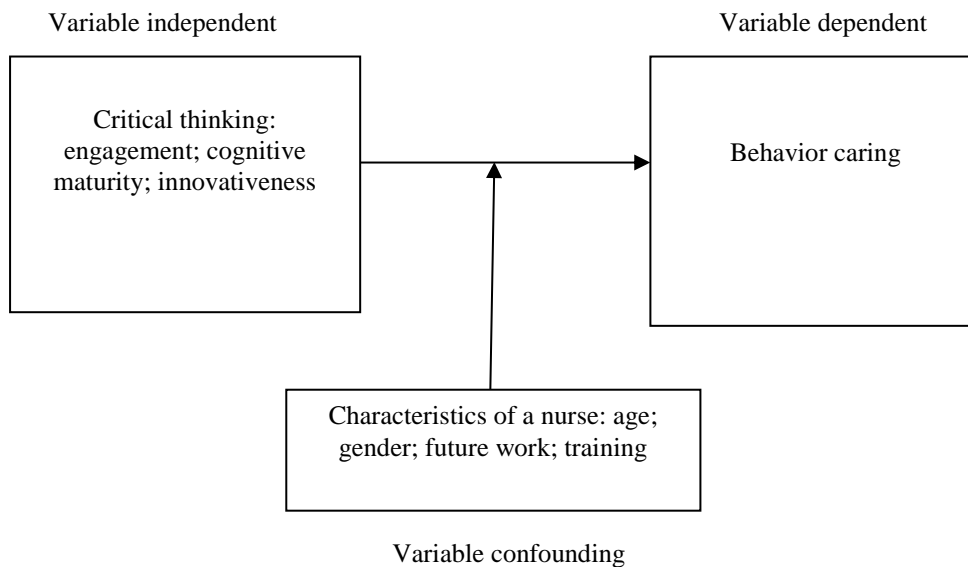 Variable independent
Variable dependent
Critical thinking:
engagement; cognitive
maturity; innovativeness
Behavior caring
Characteristics of a nurse: age;
gender; future work; training
Variable confounding